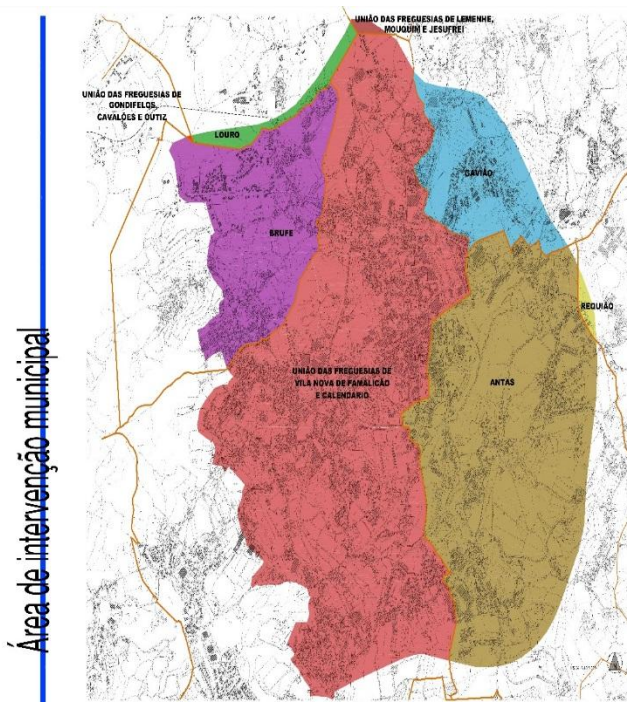 Área de intervenção municipal
UNIÃO DAS FREGUESIAS DE LEMENHE,
MOUQUIM E JESUFREI
UNIÃO DAS FREGUESIAS DE
GONDIFELOS,
CAVALÕES E OUTIZ
LOURO
GAVIÃO
BRUFE
REQUIÃO
UNIÃO DAS FREGUESIAS DE
VILA NOVA DE FAMALICÃO
E CALENDÁRIO
ANTAS